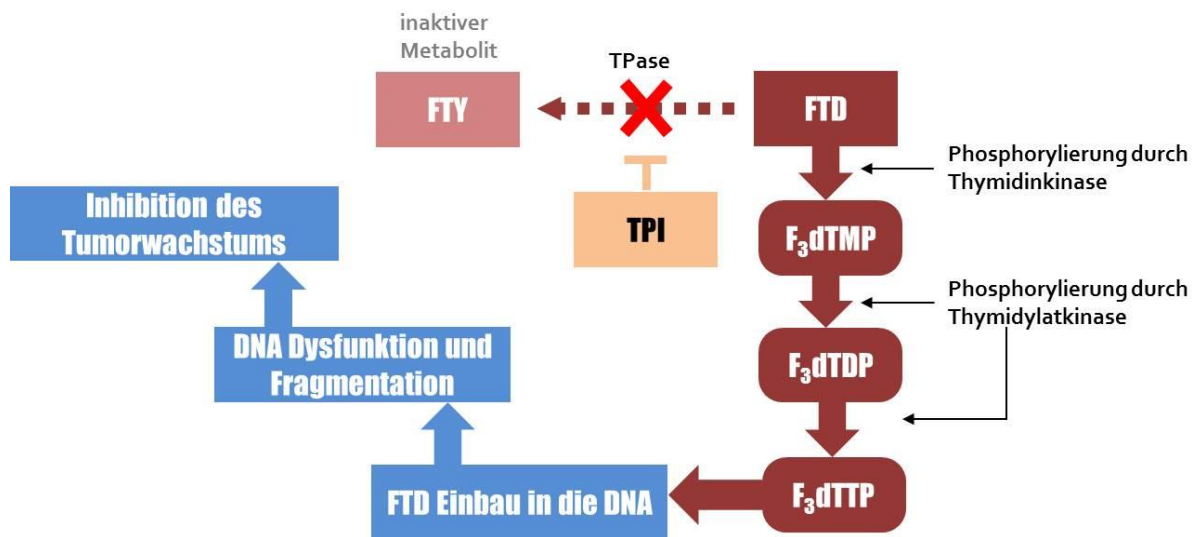 inaktiver
Metabolit
TPase
FTY
FTD
Phosphorylierung durch
Thymidinkinase
TPI
F₃dTMP
Inhibition des
Tumorwachstums
Phosphorylierung durch
Thymidylatkinase
F₃dTDP
DNA Dysfunktion und
Fragmentation
FTD Einbau in die DNA
F₃dTTP